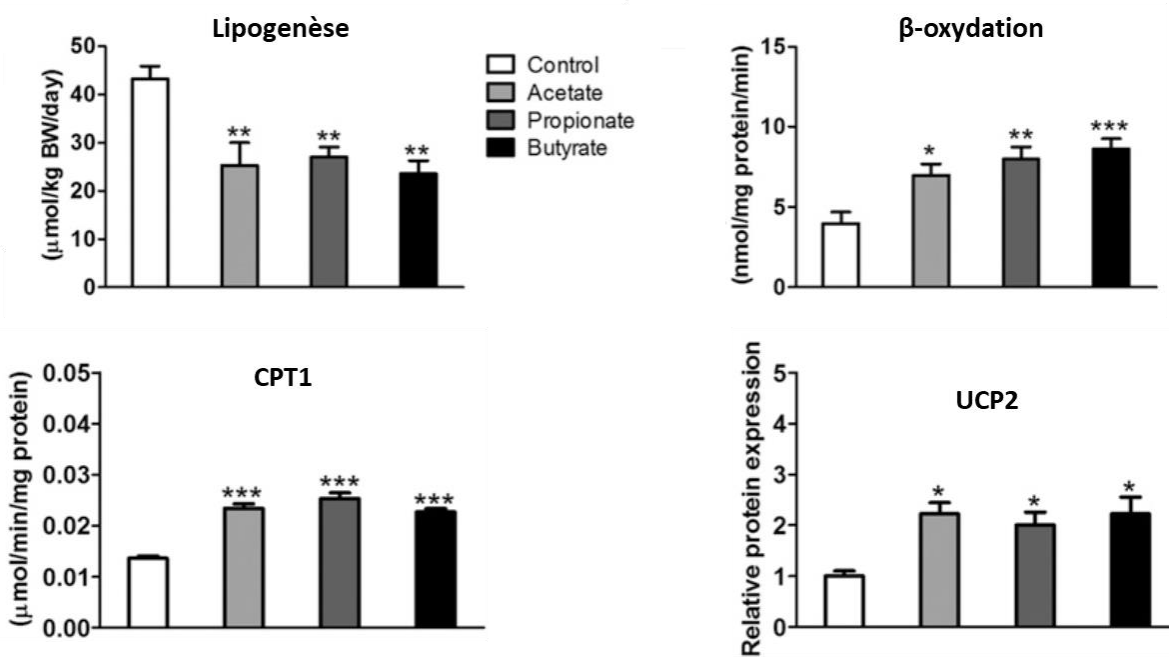 Lipogenèse
(μmol/kg BW/day)
50
40
30
20
10
0
**
**
**
Control
Acetate
Propionate
Butyrate
β-oxydation
(nmol/mg protein/min)
15
10
5
0
*
**
***
CPT1
(μmol/min/mg protein)
0.05
0.04
0.03
0.02
0.01
0.00
***
***
***
UCP2
Relative protein expression
5
4
3
2
1
0
*
*
*